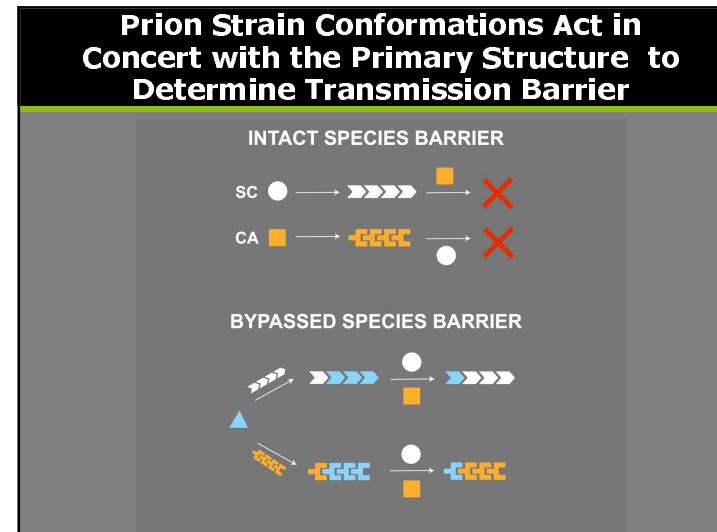 Prion Strain Conformations Act in
Concert with the Primary Structure to
Determine Transmission Barrier
INTACT SPECIES BARRIER
SC
CA
BYPASSED SPECIES BARRIER